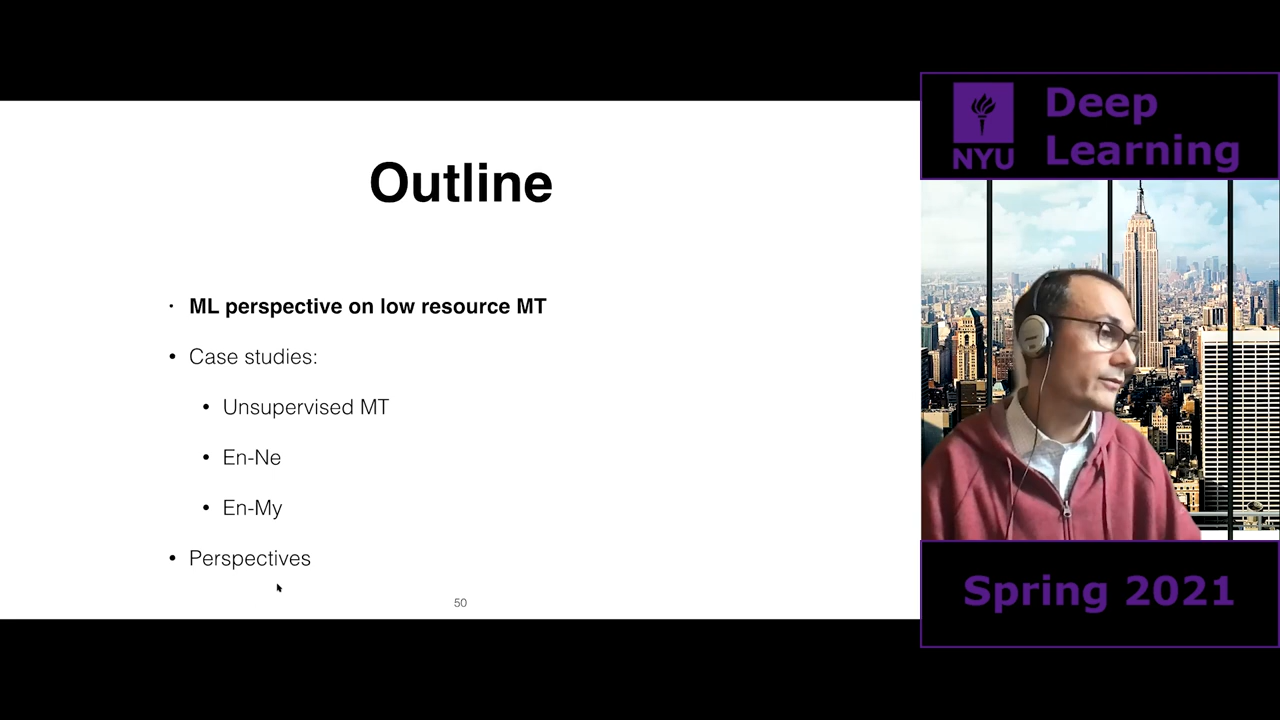 Outline
• ML perspective on low resource MT
• Case studies:
• Unsupervised MT
• En-Ne
• En-My
• Perspectives
50
NYU
Deep
Learning
Spring 2021